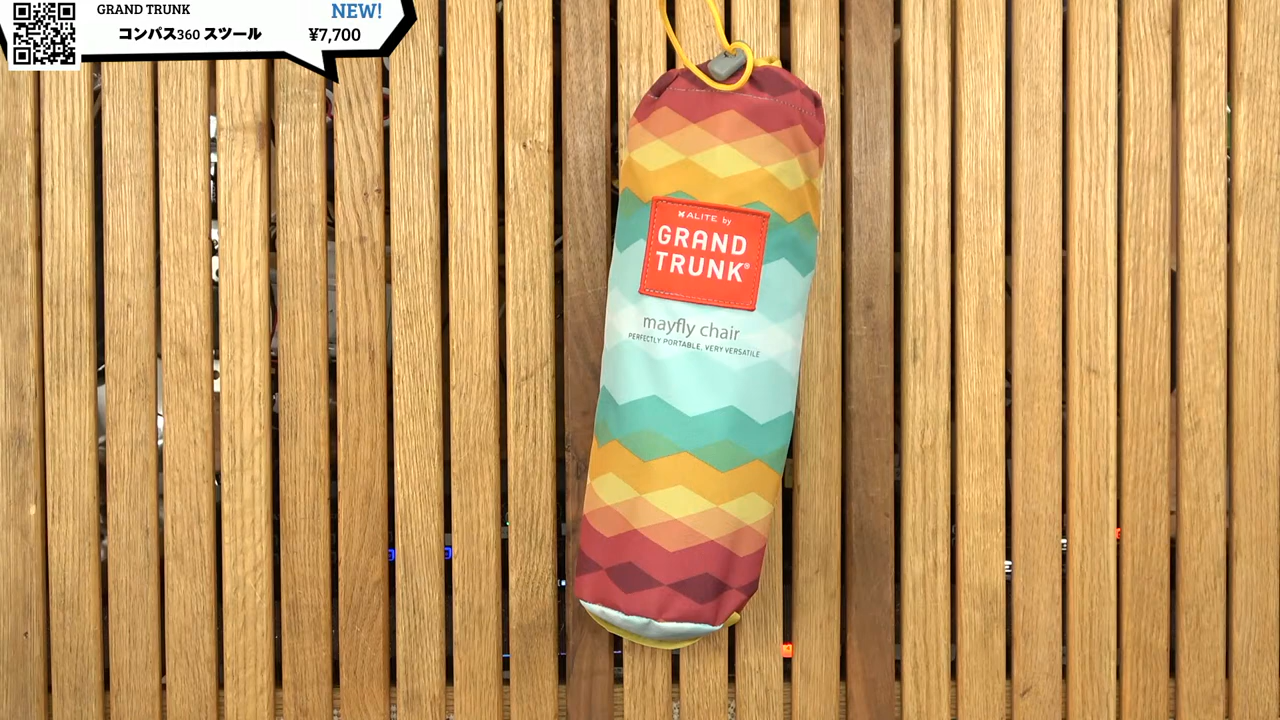 GRAND TRUNK
NEW!
コンパス360 スツール
¥7,700
ALITE by
GRAND
TRUNK®
mayfly chair
PERFECTLY PORTABLE, VERY VERSATILE